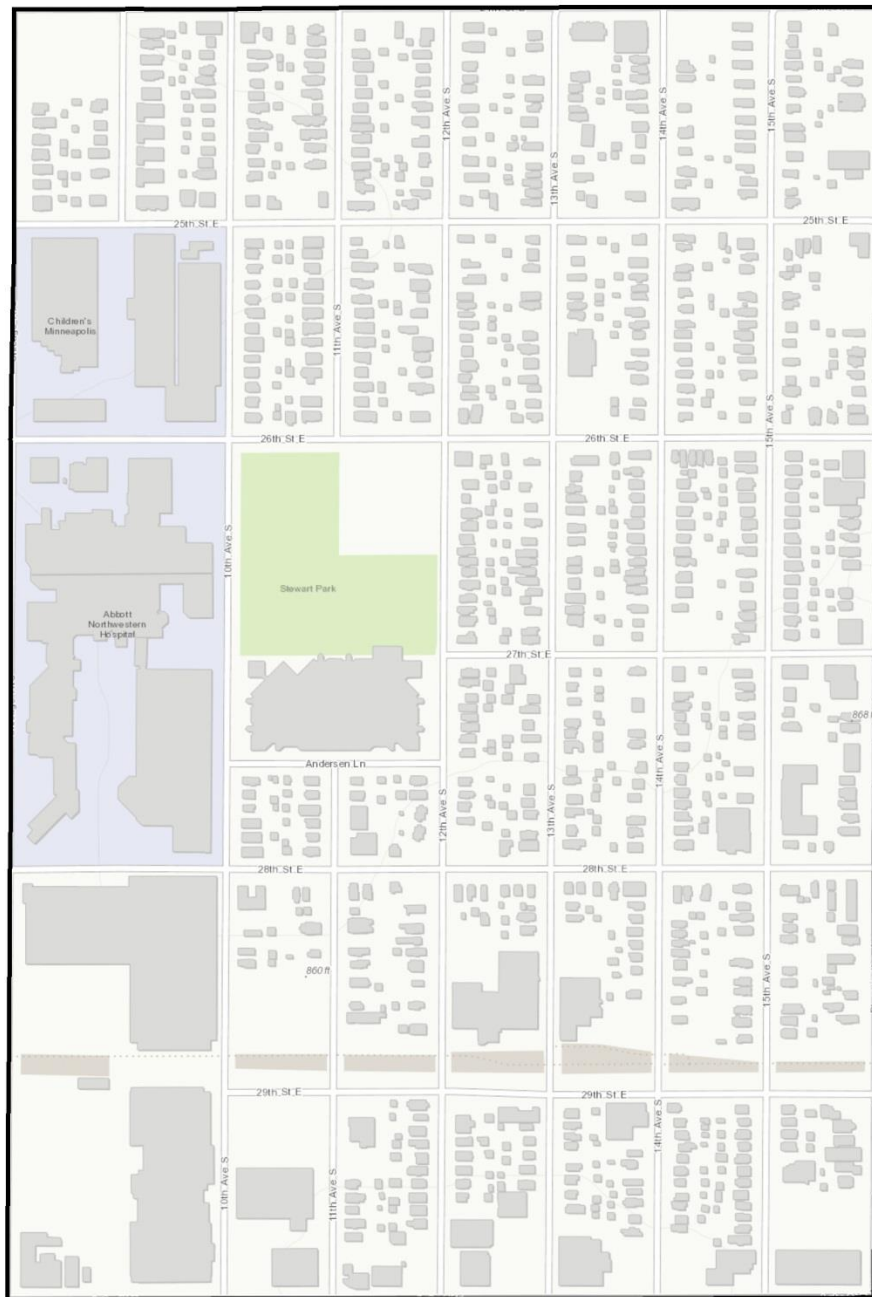 12th Ave S
13th Ave S
14th Ave S
15th Ave S
25th St E
25th St E
Children's
Minneapolis
11th Ave S
15th Ave S
26th St E
26th St E
10th Ave S
Stewart Park
Abbott
Northwestern
Hospital
27th St E
868 ft
Andersen Ln
12th Ave S
13th Ave S
14th Ave S
28th St E
28th St E
860 ft
15th Ave S
29th St E
29th St E
10th Ave S
11th Ave S
14th Ave S